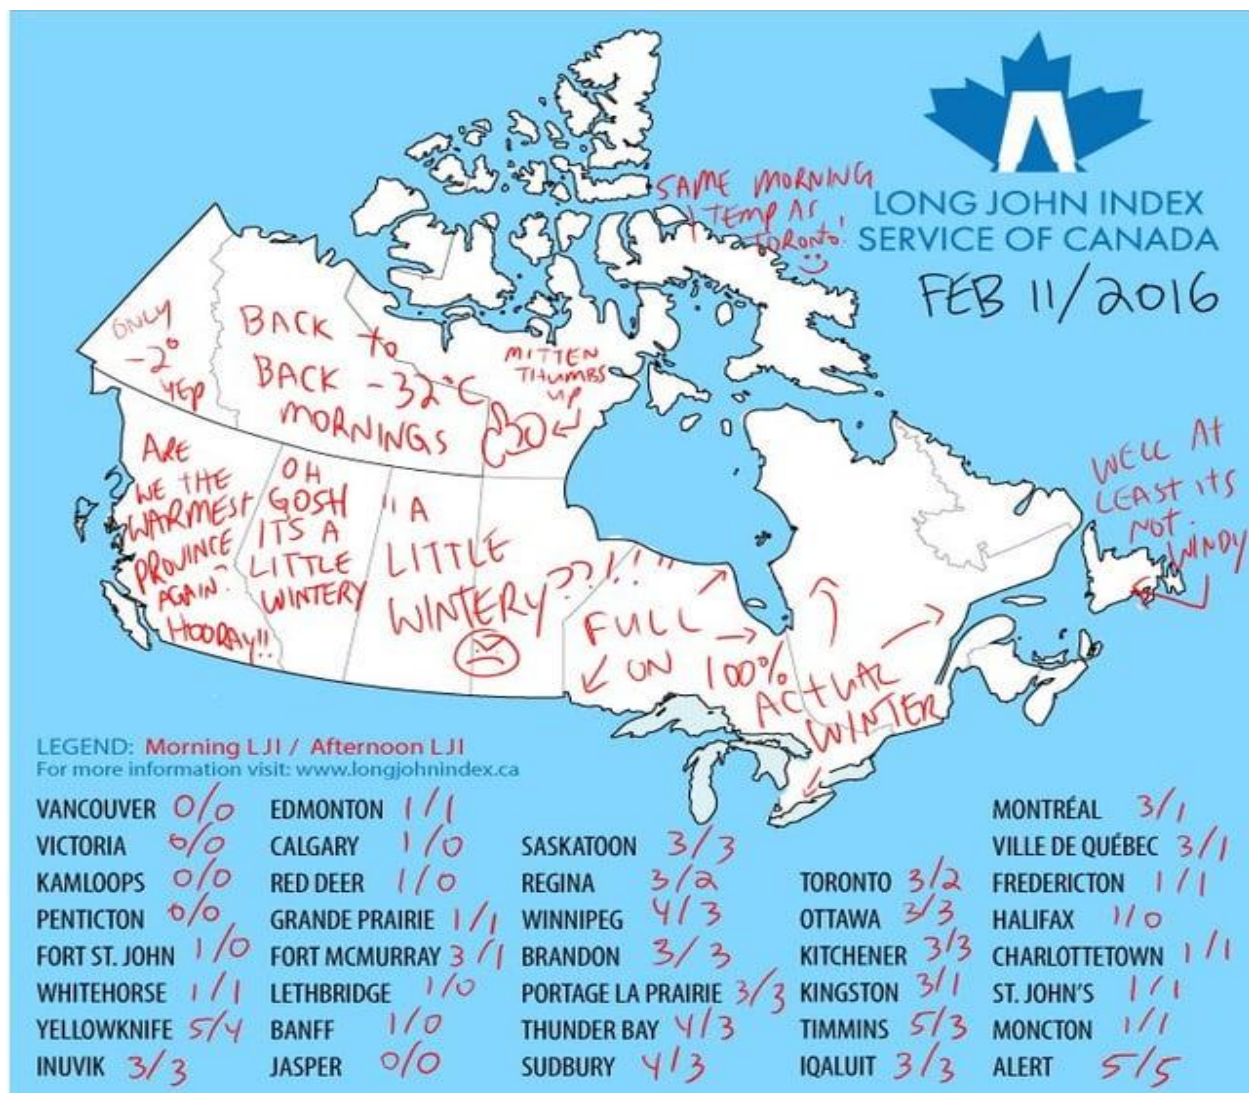 LONG JOHN INDEX
SERVICE OF CANADA
FEB 11/2016
SAME MORNING
TEMP AS
TORONTO!
ONLY
-2°
YEP
BACK TO
BACK -32°C
MORNINGS
MITTEN
THUMBS
UP
ARE
WE THE
WARMEST
PROVINCE
AGAIN?
HOORAY!!
OH
GOSH
ITS A
LITTLE
WINTERY
"A
LITTLE
WINTERY??!!"
FULL
ON 100%
ACTUAL
WINTER
WELL At
LEAST ITS
NOT
WINDY
LEGEND: Morning LJI / Afternoon LJI
For more information visit: www.longjohnindex.ca
VANCOUVER 0/0
VICTORIA 0/0
KAMLOOPS 0/0
PENTICTON 0/0
FORT ST. JOHN 1/0
WHITEHORSE 1/1
YELLOWKNIFE 5/4
INUVIK 3/3
EDMONTON 1/1
CALGARY 1/0
RED DEER 1/0
GRANDE PRAIRIE 1/1
FORT MCMURRAY 3/1
LETHBRIDGE 1/0
BANFF 1/0
JASPER 0/0
SASKATOON 3/3
REGINA 3/2
WINNIPEG 4/3
BRANDON 3/3
PORTAGE LA PRAIRIE 3/3
THUNDER BAY 4/3
SUDBURY 4/3
TORONTO 3/2
OTTAWA 3/3
KITCHENER 3/3
KINGSTON 3/1
TIMMINS 5/3
IQALUIT 3/3
MONTRÉAL 3/1
VILLE DE QUÉBEC 3/1
FREDERICTON 1/1
HALIFAX 1/0
CHARLOTTETOWN 1/1
ST. JOHN'S 1/1
MONCTON 1/1
ALERT 5/5